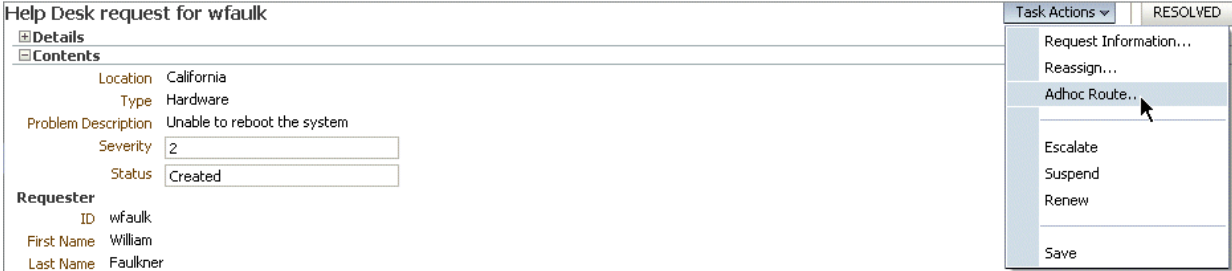 Help Desk request for wfaulk
Task Actions RESOLVED
Details
Contents
Location California
Type Hardware
Problem Description Unable to reboot the system
Severity 2
Status Created
Requester
ID wfaulk
First Name William
Last Name Faulkner
Request Information...
Reassign...
Adhoc Route...
Escalate
Suspend
Renew
Save